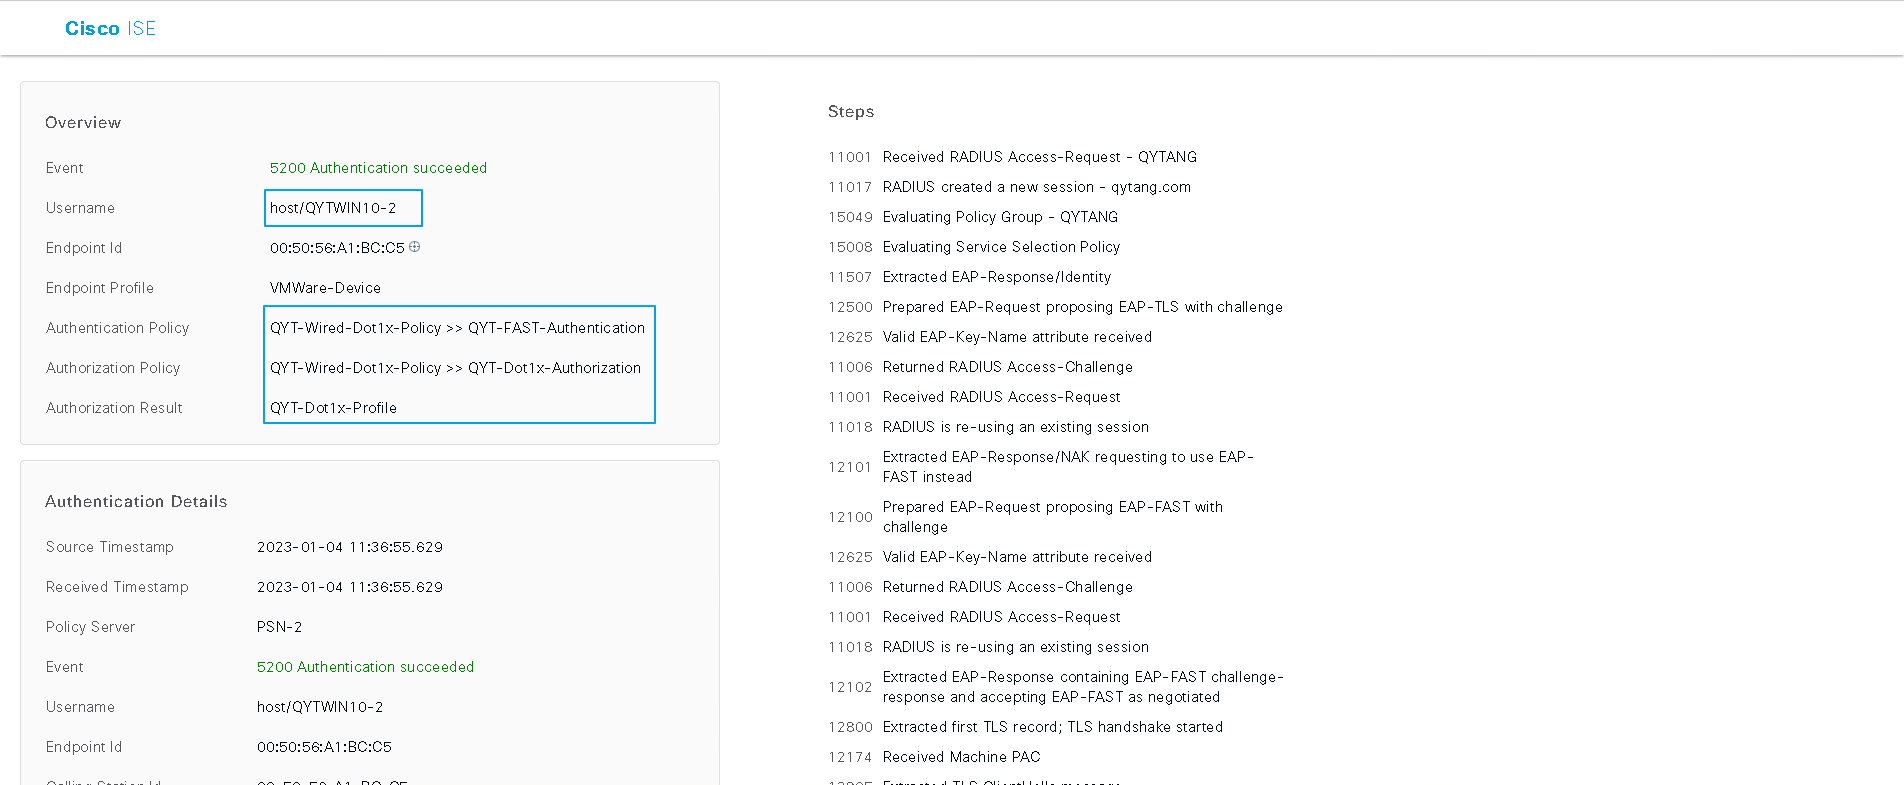 Cisco ISE
Overview
Event 5200 Authentication succeeded
Username host/QYTWIN10-2
Endpoint Id 00:50:56:A1:BC:C5
Endpoint Profile VMWare-Device
Authentication Policy QYT-Wired-Dot1x-Policy >> QYT-FAST-Authentication
Authorization Policy QYT-Wired-Dot1x-Policy >> QYT-Dot1x-Authorization
Authorization Result QYT-Dot1x-Profile
Authentication Details
Source Timestamp 2023-01-04 11:36:55.629
Received Timestamp 2023-01-04 11:36:55.629
Policy Server PSN-2
Event 5200 Authentication succeeded
Username host/QYTWIN10-2
Endpoint Id 00:50:56:A1:BC:C5
Calling Station Id
Steps
11001 Received RADIUS Access-Request - QYTANG
11017 RADIUS created a new session - qytang.com
15049 Evaluating Policy Group - QYTANG
15008 Evaluating Service Selection Policy
11507 Extracted EAP-Response/Identity
12500 Prepared EAP-Request proposing EAP-TLS with challenge
12625 Valid EAP-Key-Name attribute received
11006 Returned RADIUS Access-Challenge
11001 Received RADIUS Access-Request
11018 RADIUS is re-using an existing session
12101 Extracted EAP-Response/NAK requesting to use EAP-
FAST instead
12100 Prepared EAP-Request proposing EAP-FAST with
challenge
12625 Valid EAP-Key-Name attribute received
11006 Returned RADIUS Access-Challenge
11001 Received RADIUS Access-Request
11018 RADIUS is re-using an existing session
12102 Extracted EAP-Response containing EAP-FAST challenge-
response and accepting EAP-FAST as negotiated
12800 Extracted first TLS record; TLS handshake started
12174 Received Machine PAC
Extracted TLS ClientHello message